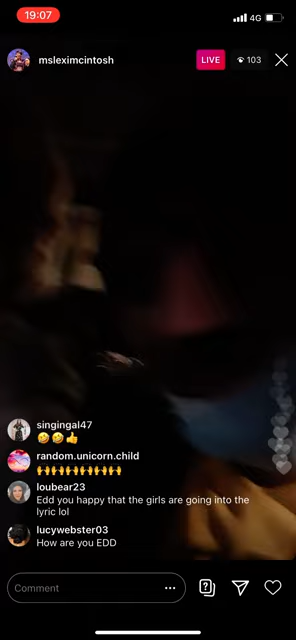 19:07
4G
msleximcintosh
LIVE
103
singingal47
🤣🤣👍
random.unicorn.child
🙌🙌🙌🙌🙌🙌🙌🙌
loubear23
Edd you happy that the girls are going into the
lyric lol
lucywebster03
How are you EDD
Comment